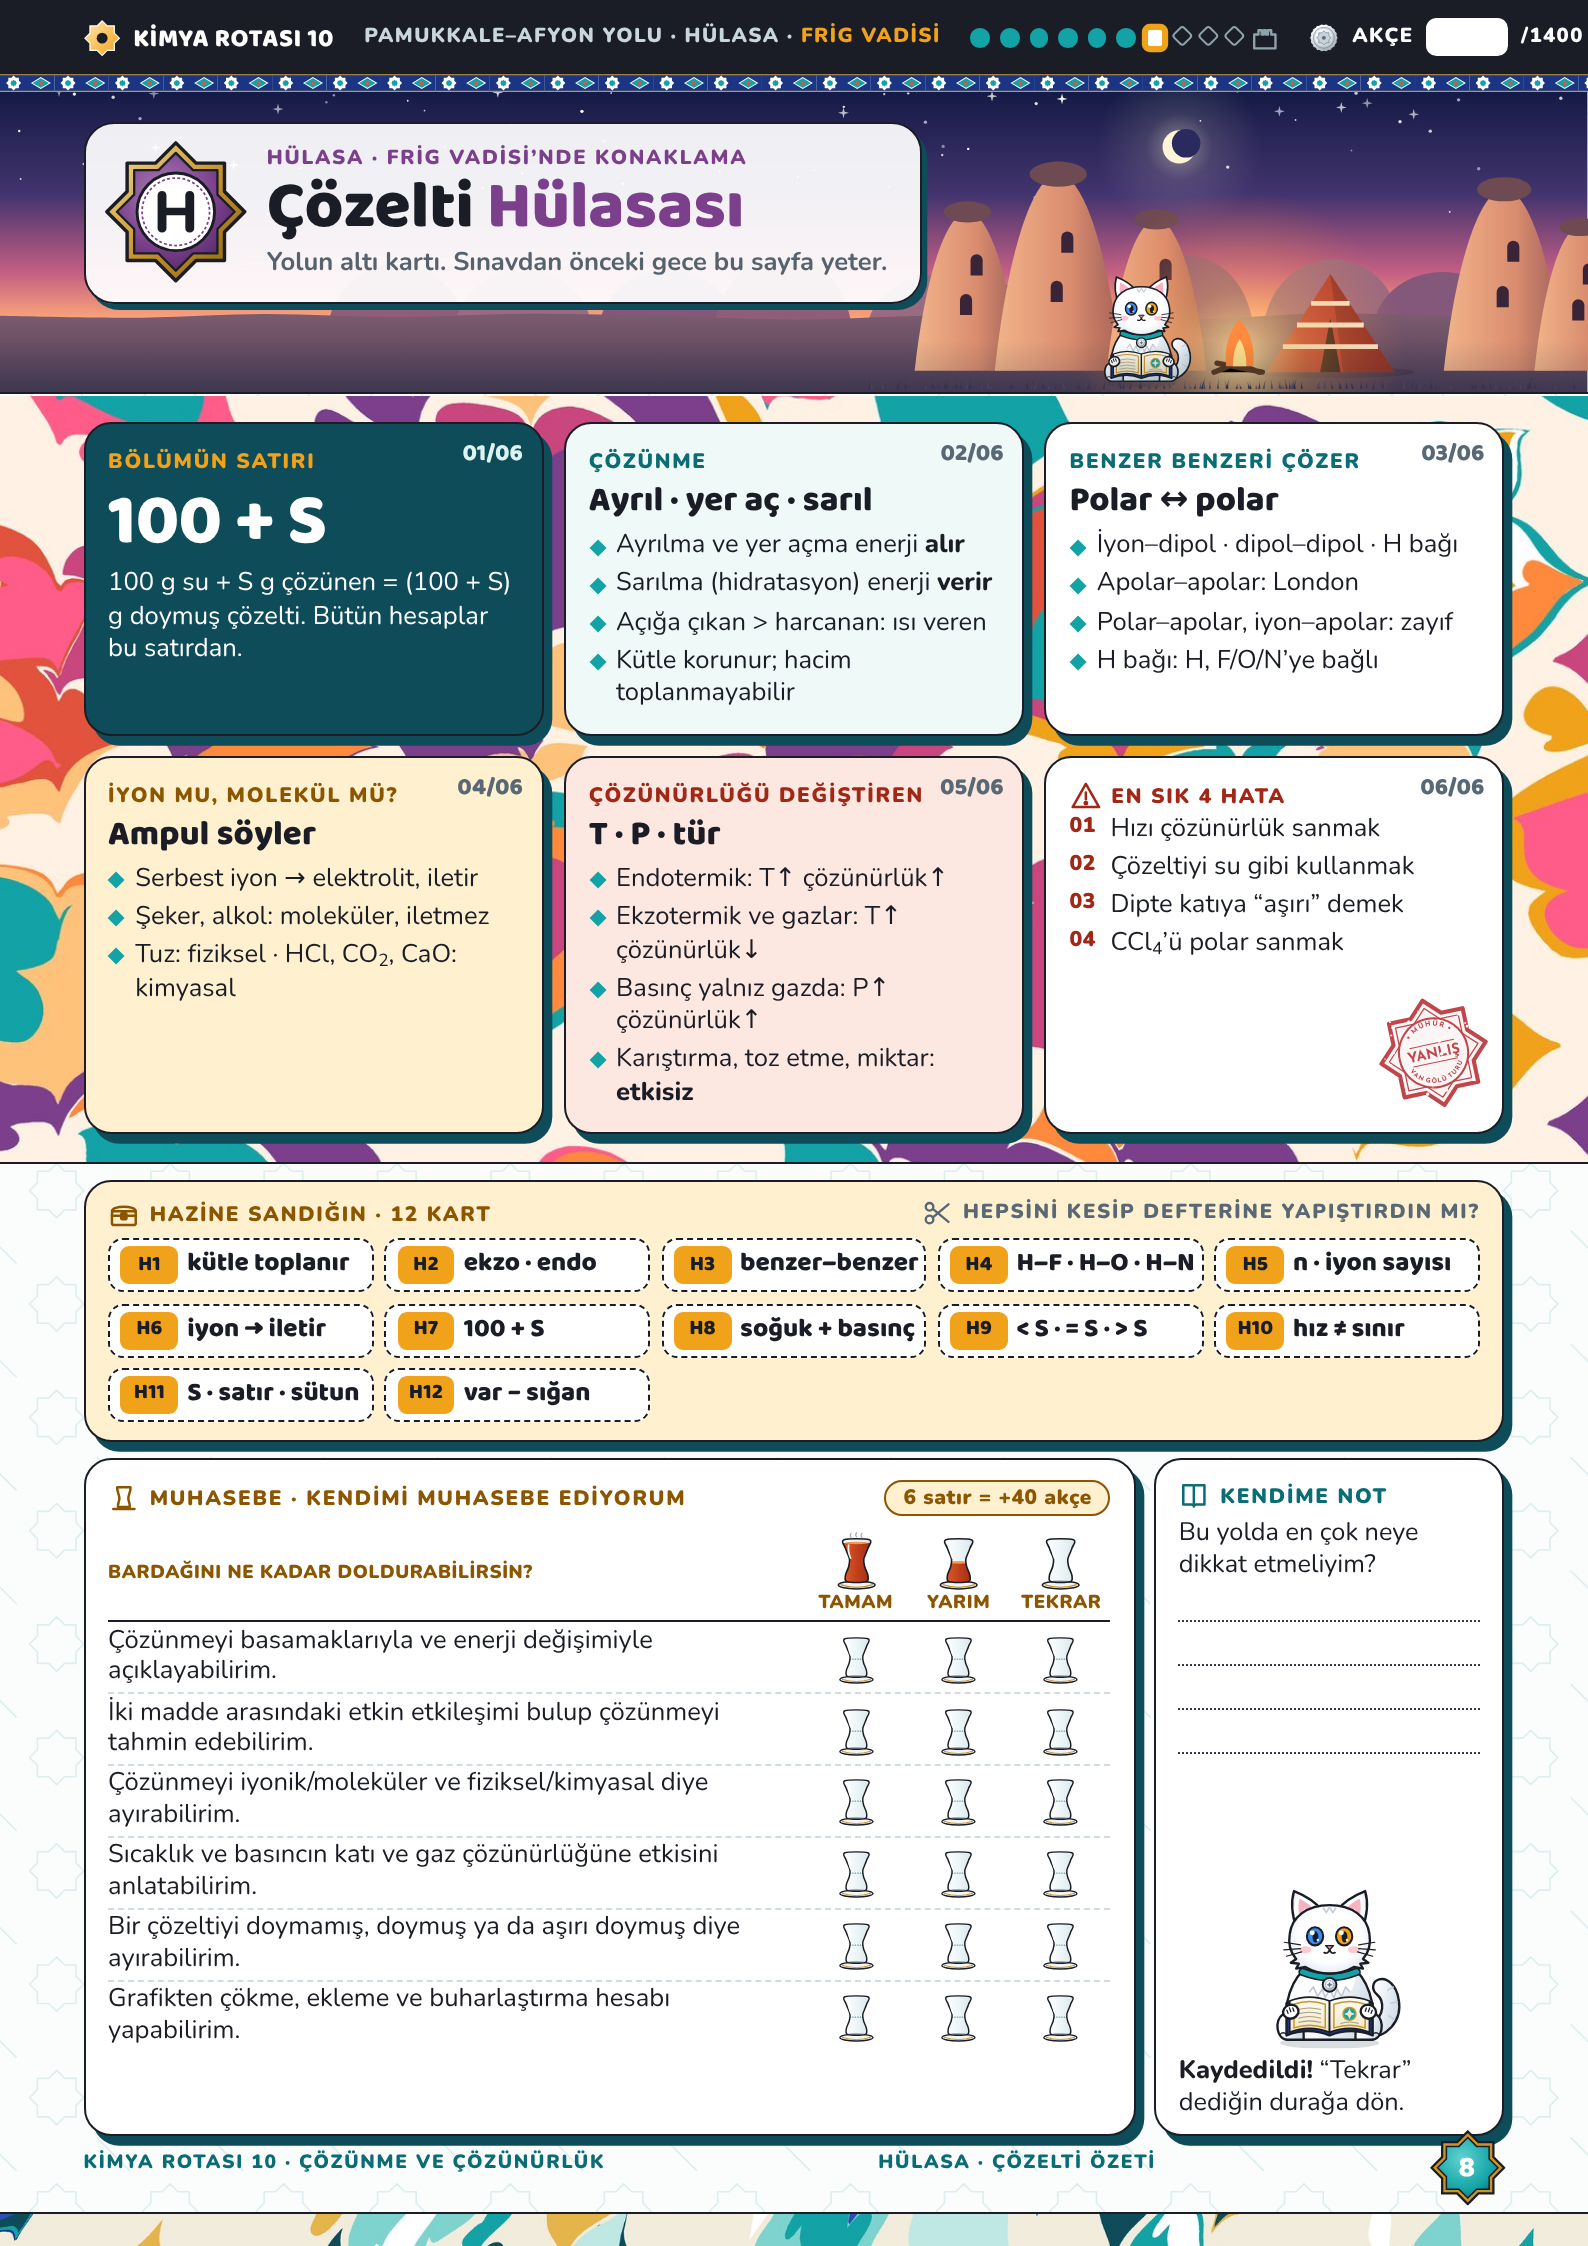 KİMYA ROTASI 10 PAMUKKALE–AFYON YOLU · HÜLASA · FRİG VADİSİ AKÇE /1400
HÜLASA · FRİG VADİSİ’NDE KONAKLAMA
H
Çözelti Hülasası
Yolun altı kartı. Sınavdan önceki gece bu sayfa yeter.
BÖLÜMÜN SATIRI 01/06
100 + S
100 g su + S g çözünen = (100 + S)
g doymuş çözelti. Bütün hesaplar
bu satırdan.
ÇÖZÜNME 02/06
Ayrıl · yer aç · sarıl
Ayrılma ve yer açma enerji alır
Sarılma (hidratasyon) enerji verir
Açığa çıkan > harcanan: ısı veren
Kütle korunur; hacim
toplanmayabilir
BENZER BENZERİ ÇÖZER 03/06
Polar ↔ polar
İyon–dipol · dipol–dipol · H bağı
Apolar–apolar: London
Polar–apolar, iyon–apolar: zayıf
H bağı: H, F/O/N’ye bağlı
İYON MU, MOLEKÜL MÜ? 04/06
Ampul söyler
Serbest iyon → elektrolit, iletir
Şeker, alkol: moleküler, iletmez
Tuz: fiziksel · HCl, CO₂, CaO:
kimyasal
ÇÖZÜNÜRLÜĞÜ DEĞİŞTİREN 05/06
T · P · tür
Endotermik: T↑ çözünürlük↑
Ekzotermik ve gazlar: T↑
çözünürlük↓
Basınç yalnız gazda: P↑
çözünürlük↑
Karıştırma, toz etme, miktar:
etkisiz
EN SIK 4 HATA 06/06
01 Hızı çözünürlük sanmak
02 Çözeltiyi su gibi kullanmak
03 Dipte katıya “aşırı” demek
04 CCl₄’ü polar sanmak
• MÜHÜR •
YANLIŞ
VAN GÖLÜ TURU
HAZİNE SANDIĞIN · 12 KART HEPSİNİ KESİP DEFTERİNE YAPIŞTIRDIN MI?
H1 kütle toplanır H2 ekzo · endo H3 benzer–benzer H4 H–F · H–O · H–N H5 n · iyon sayısı
H6 iyon → iletir H7 100 + S H8 soğuk + basınç H9 < S · = S · > S H10 hız ≠ sınır
H11 S · satır · sütun H12 var – sığan
MUHASEBE · KENDİMİ MUHASEBE EDİYORUM 6 satır = +40 akçe
BARDAĞINI NE KADAR DOLDURABİLİRSİN?
TAMAM YARIM TEKRAR
Çözünmeyi basamaklarıyla ve enerji değişimiyle
açıklayabilirim.
İki madde arasındaki etkin etkileşimi bulup çözünmeyi
tahmin edebilirim.
Çözünmeyi iyonik/moleküler ve fiziksel/kimyasal diye
ayırabilirim.
Sıcaklık ve basıncın katı ve gaz çözünürlüğüne etkisini
anlatabilirim.
Bir çözeltiyi doymamış, doymuş ya da aşırı doymuş diye
ayırabilirim.
Grafikten çökme, ekleme ve buharlaştırma hesabı
yapabilirim.
KENDİME NOT
Bu yolda en çok neye
dikkat etmeliyim?
Kaydedildi! “Tekrar”
dediğin durağa dön.
KİMYA ROTASI 10 · ÇÖZÜNME VE ÇÖZÜNÜRLÜK HÜLASA · ÇÖZELTİ ÖZETİ 8